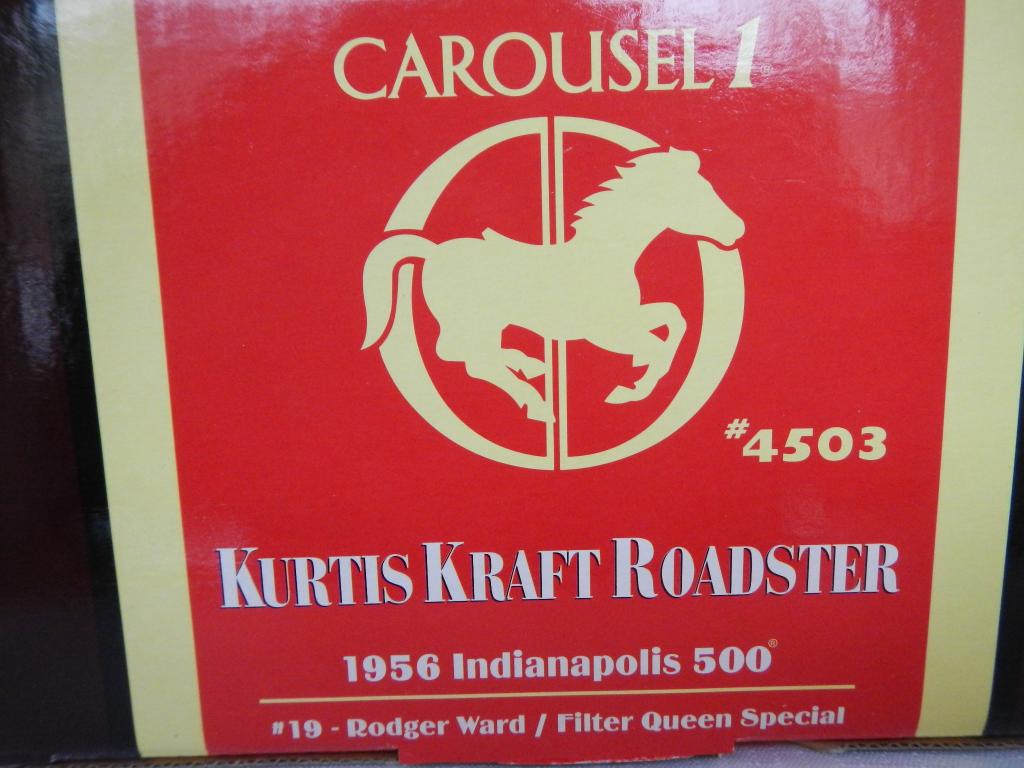 CAROUSEL 1®
#4503
KURTIS KRAFT ROADSTER
1956 Indianapolis 500®
#19 - Rodger Ward / Filter Queen Special